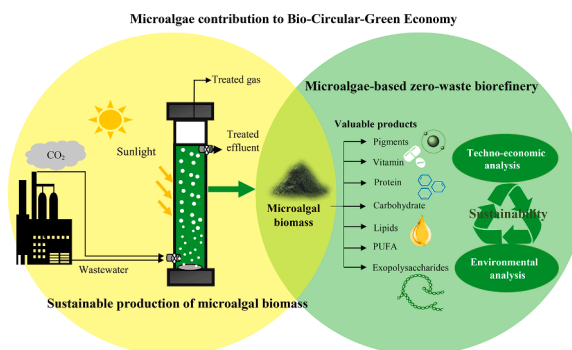 Microalgae contribution to Bio-Circular-Green Economy
Treated gas
Microalgae-based zero-waste biorefinery
CO2
Sunlight
Treated
effluent
Wastewater
Sustainable production of microalgal biomass
Microalgal
biomass
Valuable products
Pigments
Vitamin
Protein
Carbohydrate
Lipids
PUFA
Exopolysaccharides
Techno-economic
analysis
Sustainability
Environmental
analysis